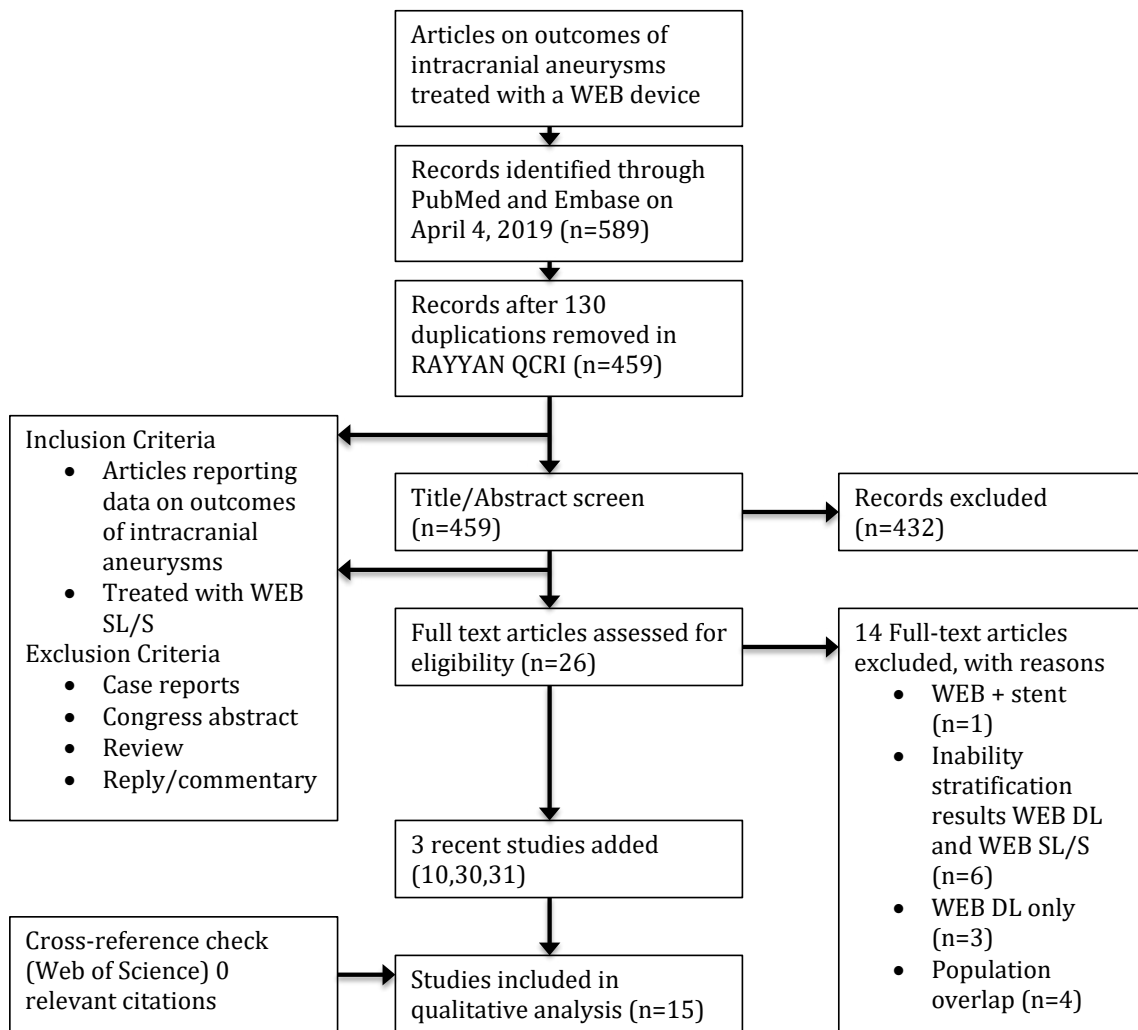 Articles on outcomes of
intracranial aneurysms
treated with a WEB device
Records identified through
PubMed and Embase on
April 4, 2019 (n=589)
Records after 130
duplications removed in
RAYYAN QCRI (n=459)
Inclusion Criteria
• Articles reporting
data on outcomes
of intracranial
aneurysms
• Treated with WEB
SL/S
Exclusion Criteria
• Case reports
• Congress abstract
• Review
• Reply/commentary
Title/Abstract screen
(n=459)
Records excluded
(n=432)
Full text articles assessed for
eligibility (n=26)
14 Full-text articles
excluded, with reasons
• WEB + stent
(n=1)
• Inability
stratification
results WEB DL
and WEB SL/S
(n=6)
• WEB DL only
(n=3)
• Population
overlap (n=4)
3 recent studies added
(10,30,31)
Cross-reference check
(Web of Science) 0
relevant citations
Studies included in
qualitative analysis (n=15)